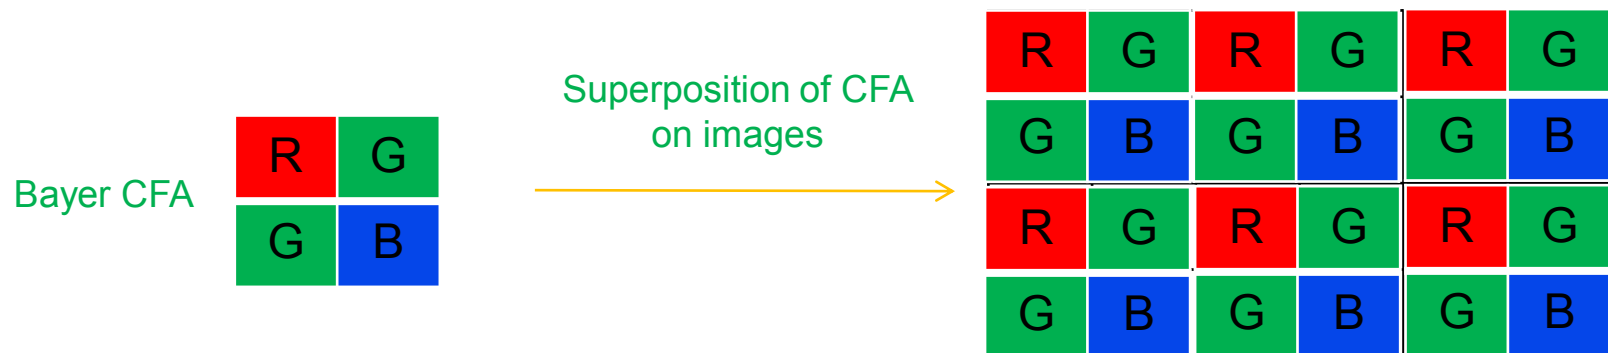 Bayer CFA
R G
G B
Superposition of CFA
on images
R G R G R G
G B G B G B
R G R G R G
G B G B G B